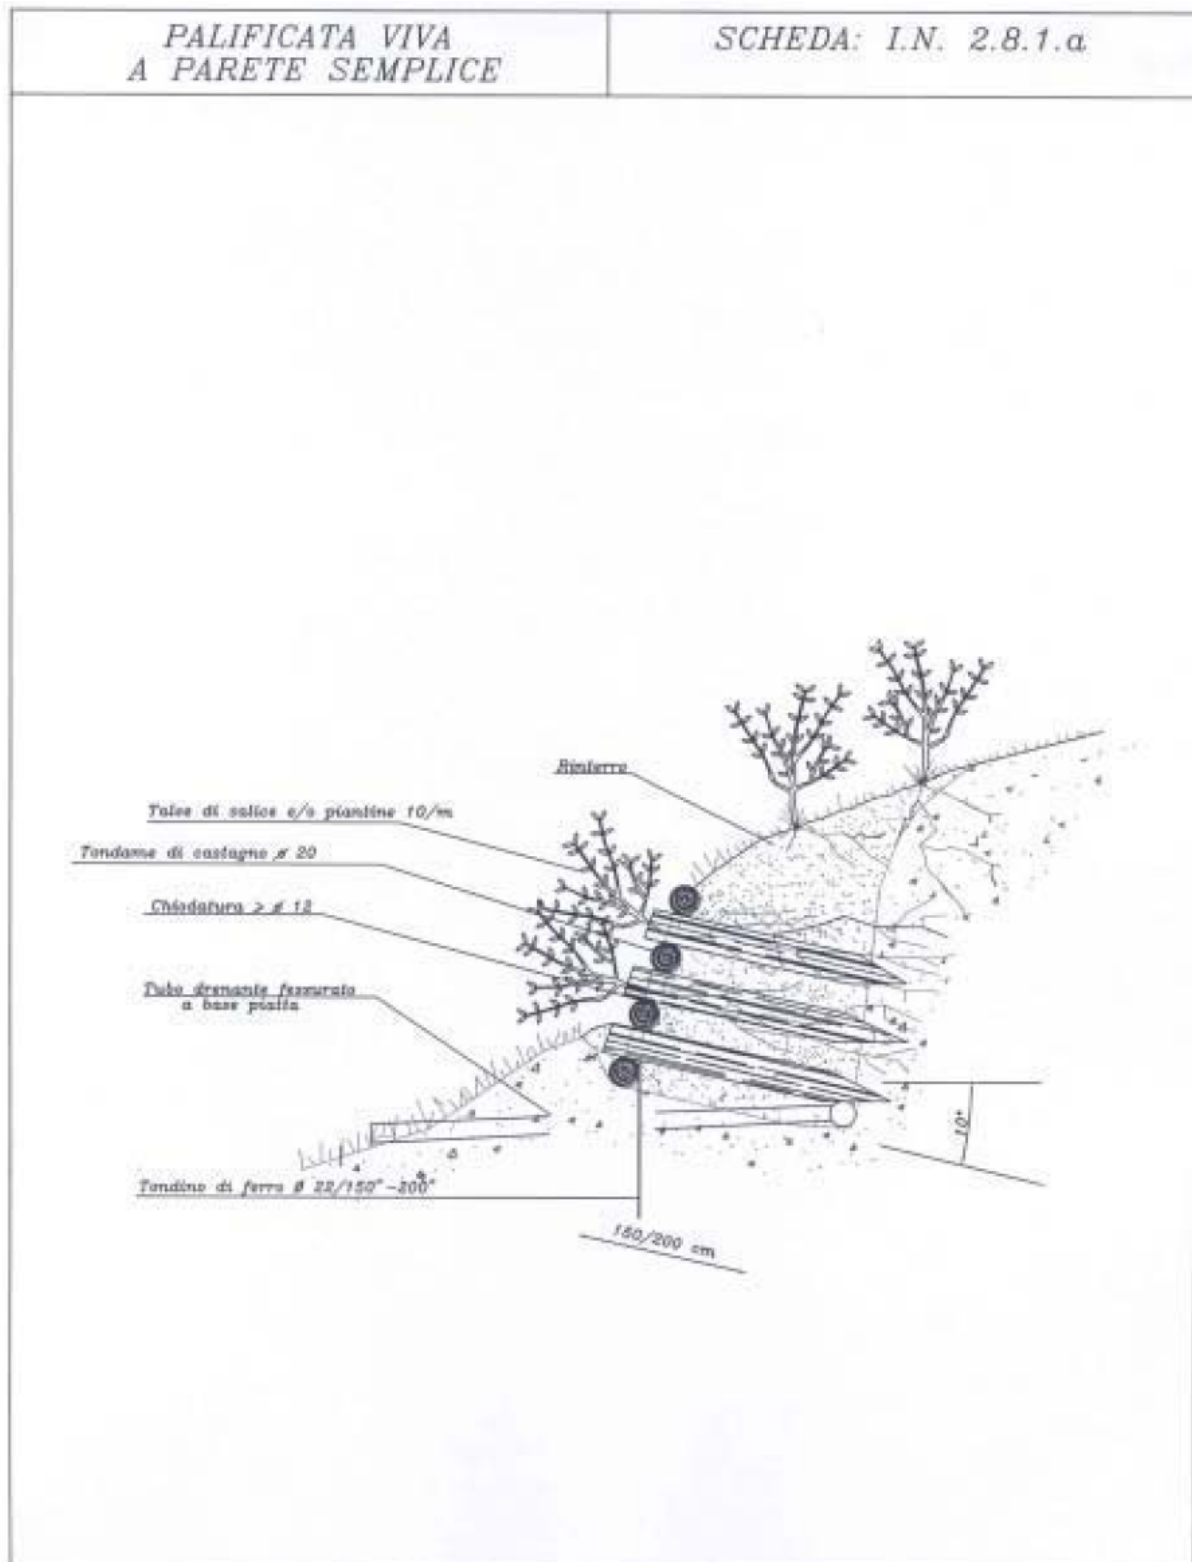 PALIFICATA VIVA
A PARETE SEMPLICE
SCHEDA: I.N. 2.8.1.a
Rinterro
Talee di salice e/o piantine 10/m
Tondame di castagno ø 20
Chiodatura > ø 12
Tubo drenante fessurato
a base piatta
10°
Tondino di ferro Ø 22/150"-200"
150/200 cm